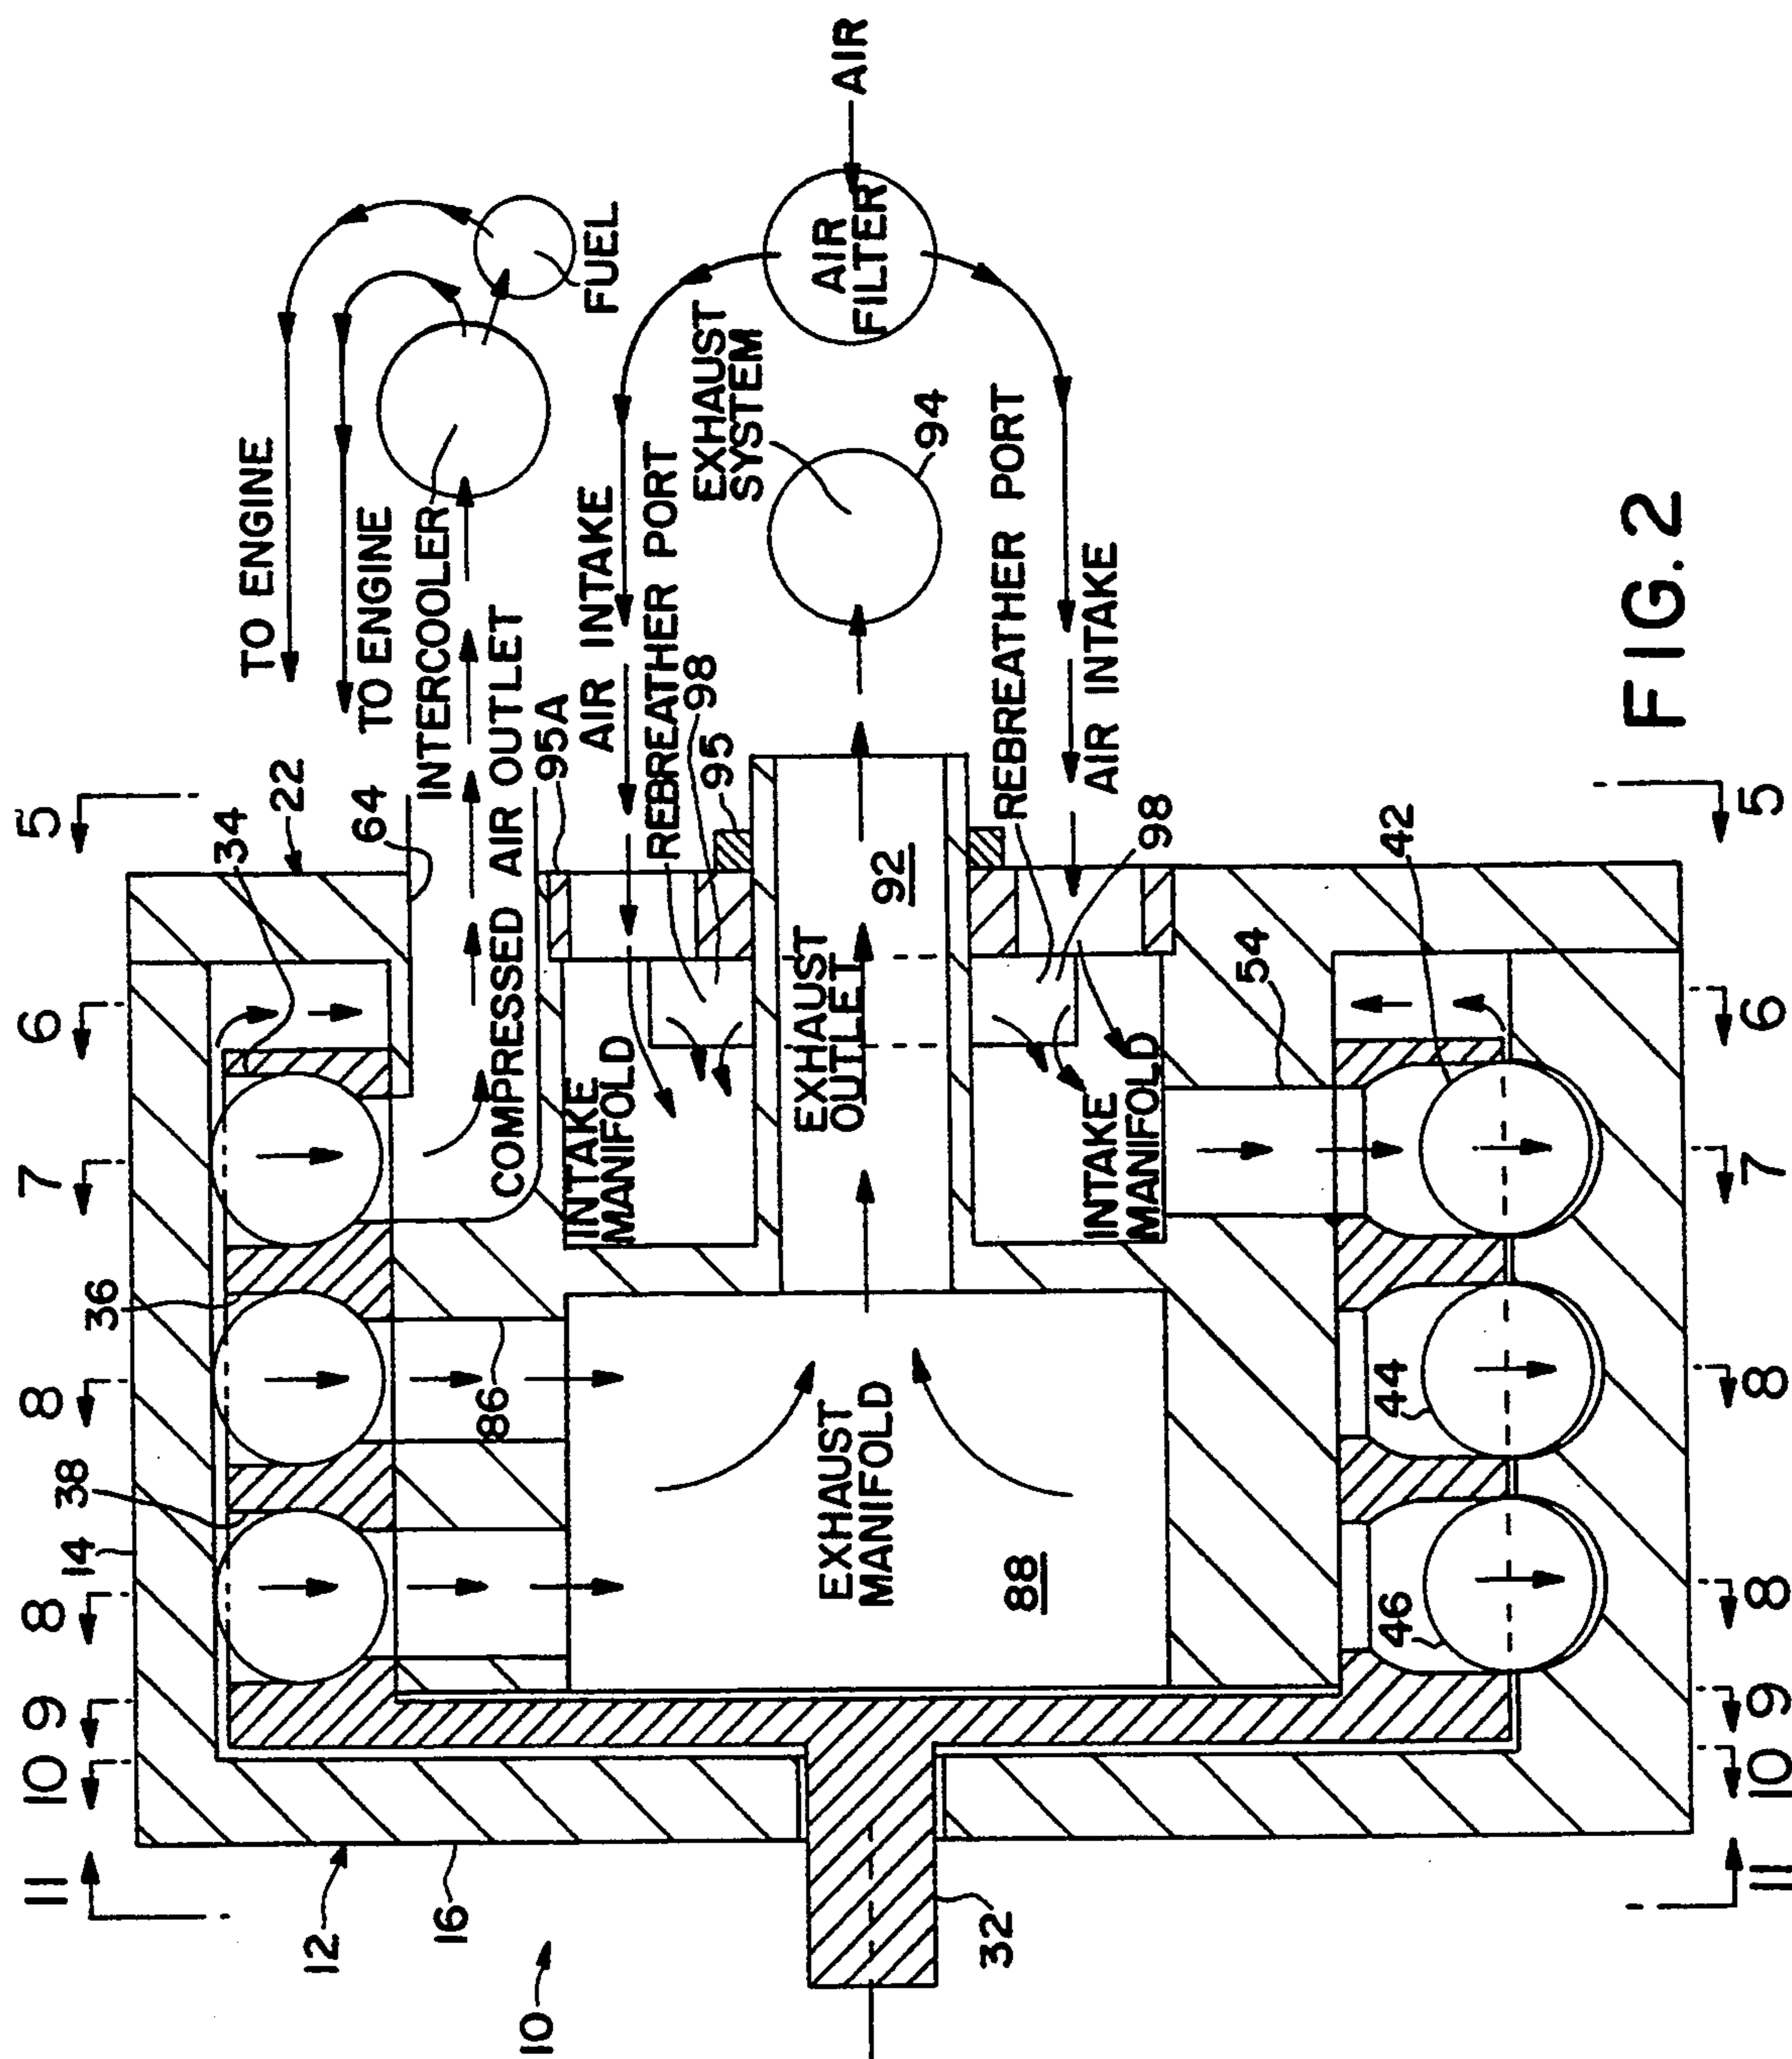 5
6
7
8
8
9
10
11
TO ENGINE
TO ENGINE
INTERCOOLER
FUEL
COMPRESSED AIR OUTLET
AIR INTAKE
REBREATHER PORT
EXHAUST
SYSTEM
AIR
FILTER
AIR
REBREATHER PORT
AIR INTAKE
INTAKE
MANIFOLD
EXHAUST
OUTLET
92
INTAKE
MANIFOLD
EXHAUST
MANIFOLD
88
22
34
64
95A
98
95
94
98
54
42
36
86
44
38
46
14
12
16
10
32
5
6
7
8
8
9
10
11
FIG. 2